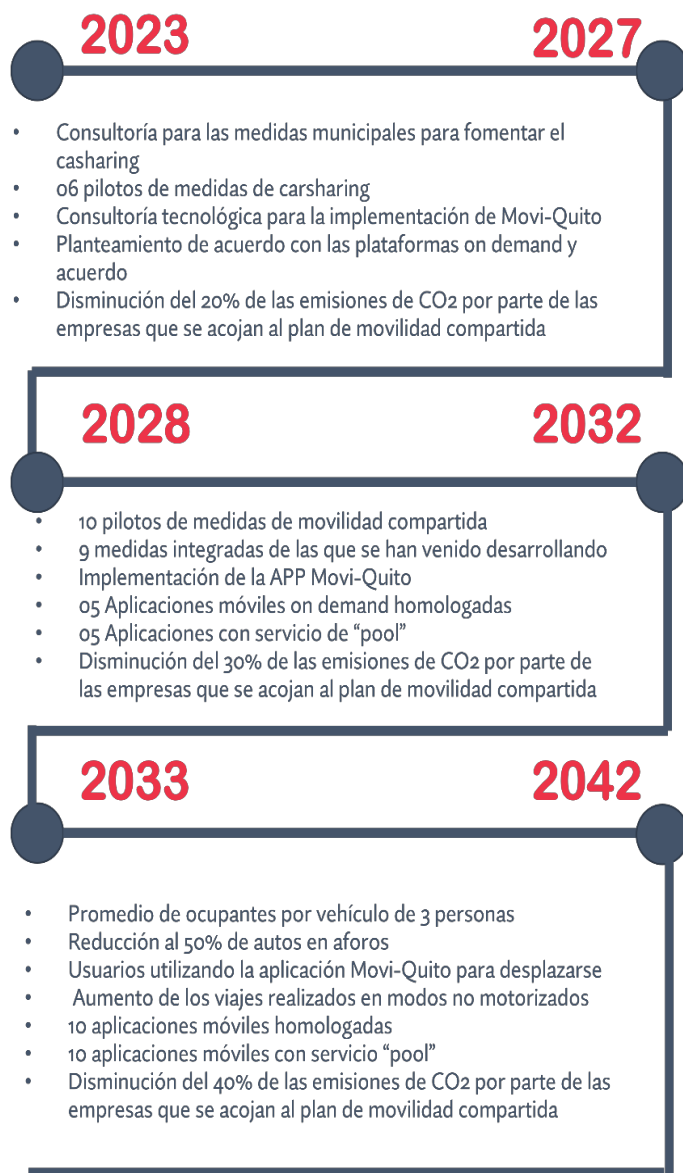 2023 2027
• Consultoría para las medidas municipales para fomentar el
casharing
• 06 pilotos de medidas de carsharing
• Consultoría tecnológica para la implementación de Movi-Quito
• Planteamiento de acuerdo con las plataformas on demand y
acuerdo
• Disminución del 20% de las emisiones de CO2 por parte de las
empresas que se acojan al plan de movilidad compartida
2028 2032
• 10 pilotos de medidas de movilidad compartida
• 9 medidas integradas de las que se han venido desarrollando
• Implementación de la APP Movi-Quito
• 05 Aplicaciones móviles on demand homologadas
• 05 Aplicaciones con servicio de “pool”
• Disminución del 30% de las emisiones de CO2 por parte de
las empresas que se acojan al plan de movilidad compartida
2033 2042
• Promedio de ocupantes por vehículo de 3 personas
• Reducción al 50% de autos en aforos
• Usuarios utilizando la aplicación Movi-Quito para desplazarse
• Aumento de los viajes realizados en modos no motorizados
• 10 aplicaciones móviles homologadas
• 10 aplicaciones móviles con servicio “pool”
• Disminución del 40% de las emisiones de CO2 por parte de las
empresas que se acojan al plan de movilidad compartida